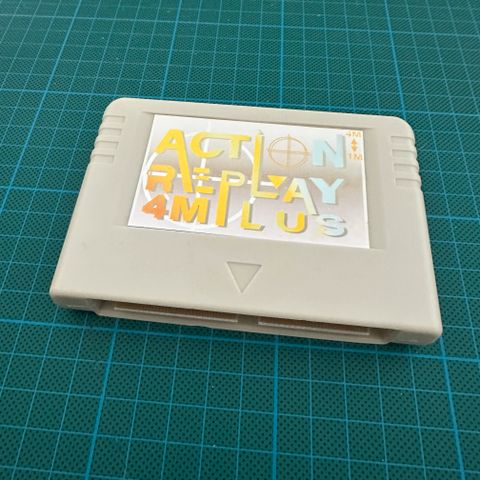 ACTION
REPLAY
4M PLUS
4M
1M